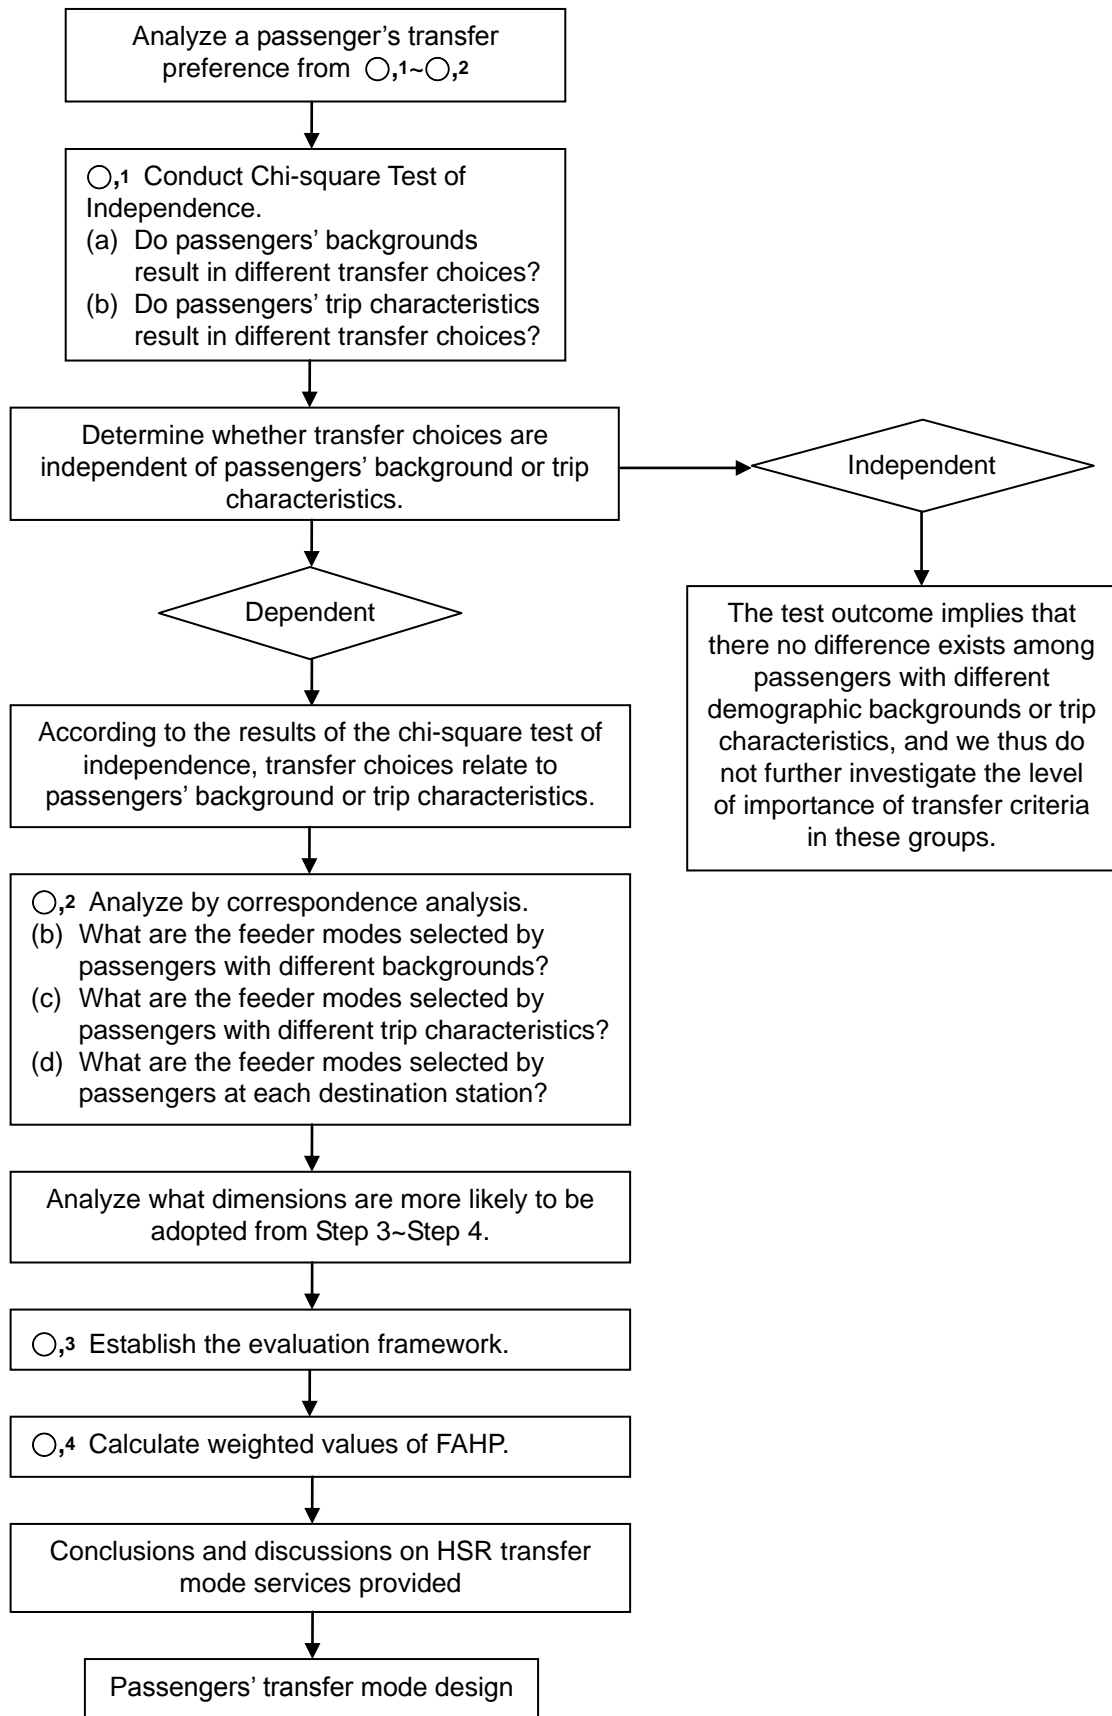 Analyze a passenger’s transfer
preference from ◯,1~◯,2
◯,1 Conduct Chi-square Test of
Independence.
(a) Do passengers’ backgrounds
result in different transfer choices?
(b) Do passengers’ trip characteristics
result in different transfer choices?
Determine whether transfer choices are
independent of passengers’ background or trip
characteristics.
Independent
Dependent
The test outcome implies that
there no difference exists among
passengers with different
demographic backgrounds or trip
characteristics, and we thus do
not further investigate the level
of importance of transfer criteria
in these groups.
According to the results of the chi-square test of
independence, transfer choices relate to
passengers’ background or trip characteristics.
◯,2 Analyze by correspondence analysis.
(b) What are the feeder modes selected by
passengers with different backgrounds?
(c) What are the feeder modes selected by
passengers with different trip characteristics?
(d) What are the feeder modes selected by
passengers at each destination station?
Analyze what dimensions are more likely to be
adopted from Step 3~Step 4.
◯,3 Establish the evaluation framework.
◯,4 Calculate weighted values of FAHP.
Conclusions and discussions on HSR transfer
mode services provided
Passengers’ transfer mode design